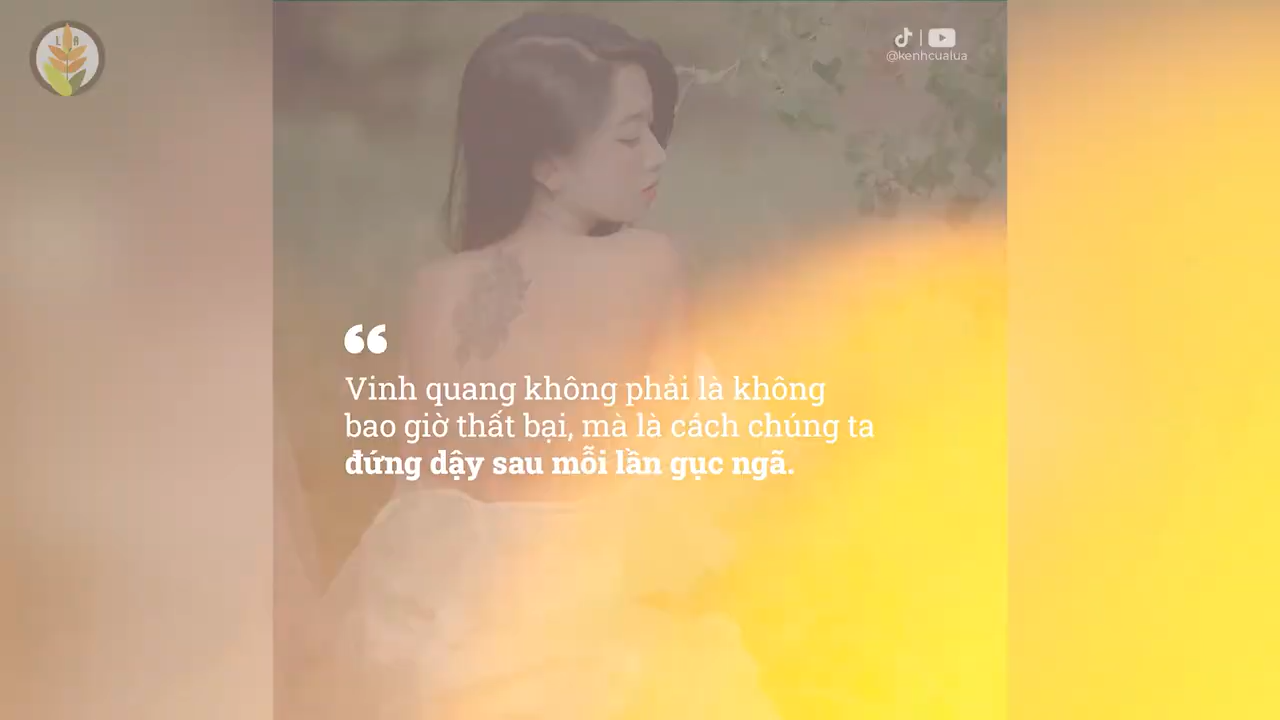 L A
@kenhcualua
“
Vinh quang không phải là không
bao giờ thất bại, mà là cách chúng ta
đứng dậy sau mỗi lần gục ngã.